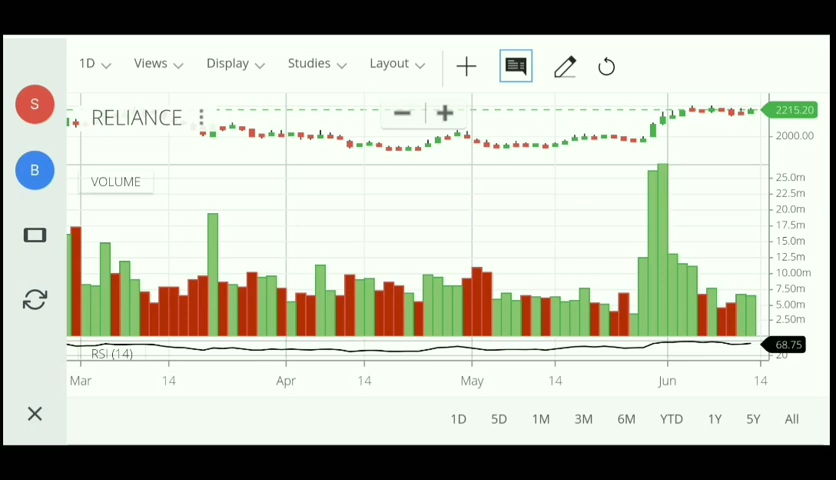 1D Views Display Studies Layout
S
RELIANCE
2215.20
2000.00
B
VOLUME
25.0m
22.5m
20.0m
17.5m
15.0m
12.5m
10.00m
7.50m
5.00m
2.50m
68.75
RSI (14)
20
Mar 14 Apr 14 May 14 Jun 14
1D 5D 1M 3M 6M YTD 1Y 5Y All